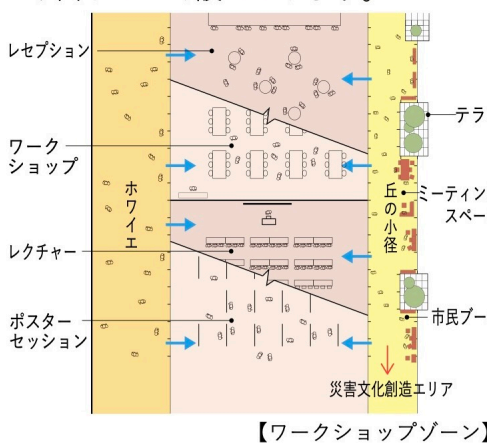 レセプション
テラ
ワーク
ショップ
ホワイエ
丘の小径
ミーティン
スペー
レクチャー
ポスター
セッション
市民ブー
災害文化創造エリア
【ワークショップゾーン】